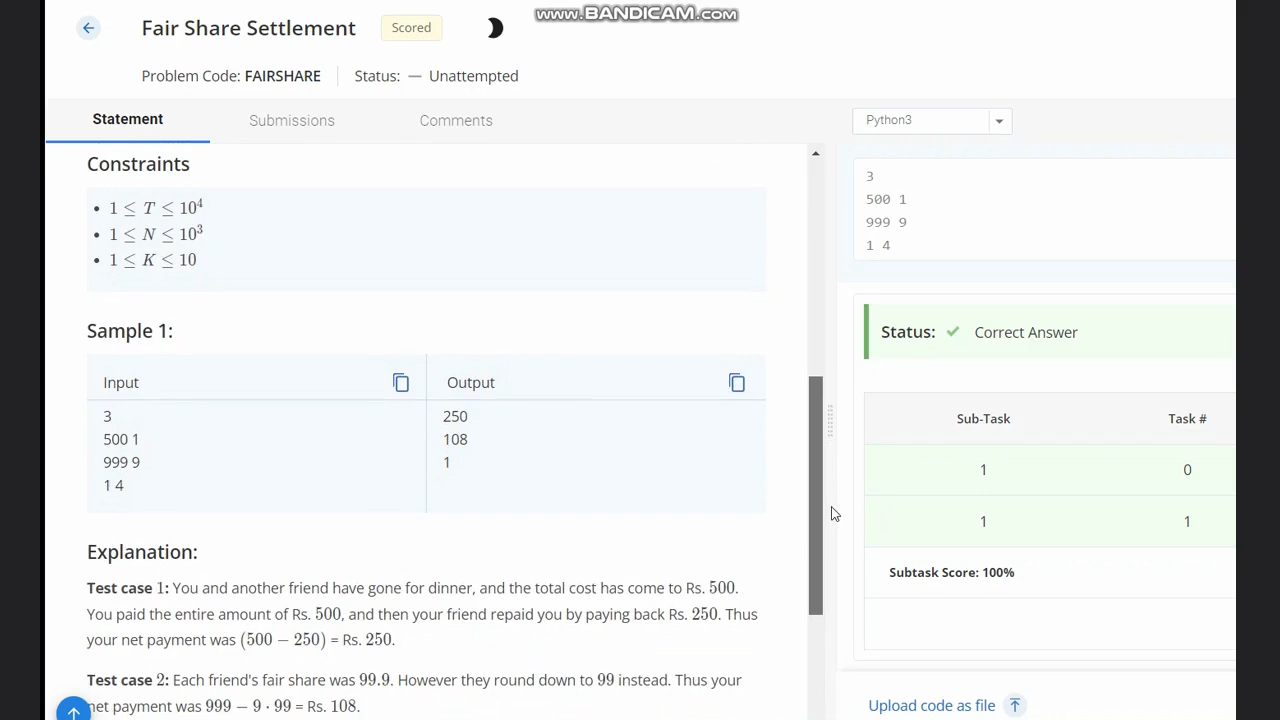 www.BANDICAM.com
Fair Share Settlement Scored
Problem Code: FAIRSHARE Status: — Unattempted
Statement Submissions Comments
Python3
Constraints
• 1 ≤ T ≤ 10⁴
• 1 ≤ N ≤ 10³
• 1 ≤ K ≤ 10
Sample 1:
Input Output
3 250
500 1 108
999 9 1
1 4
Explanation:
Test case 1: You and another friend have gone for dinner, and the total cost has come to Rs. 500.
You paid the entire amount of Rs. 500, and then your friend repaid you by paying back Rs. 250. Thus
your net payment was (500 − 250) = Rs. 250.
Test case 2: Each friend's fair share was 99.9. However they round down to 99 instead. Thus your
net payment was 999 − 9 · 99 = Rs. 108.
3
500 1
999 9
1 4
Status: ✓ Correct Answer
Sub-Task Task #
1 0
1 1
Subtask Score: 100%
Upload code as file